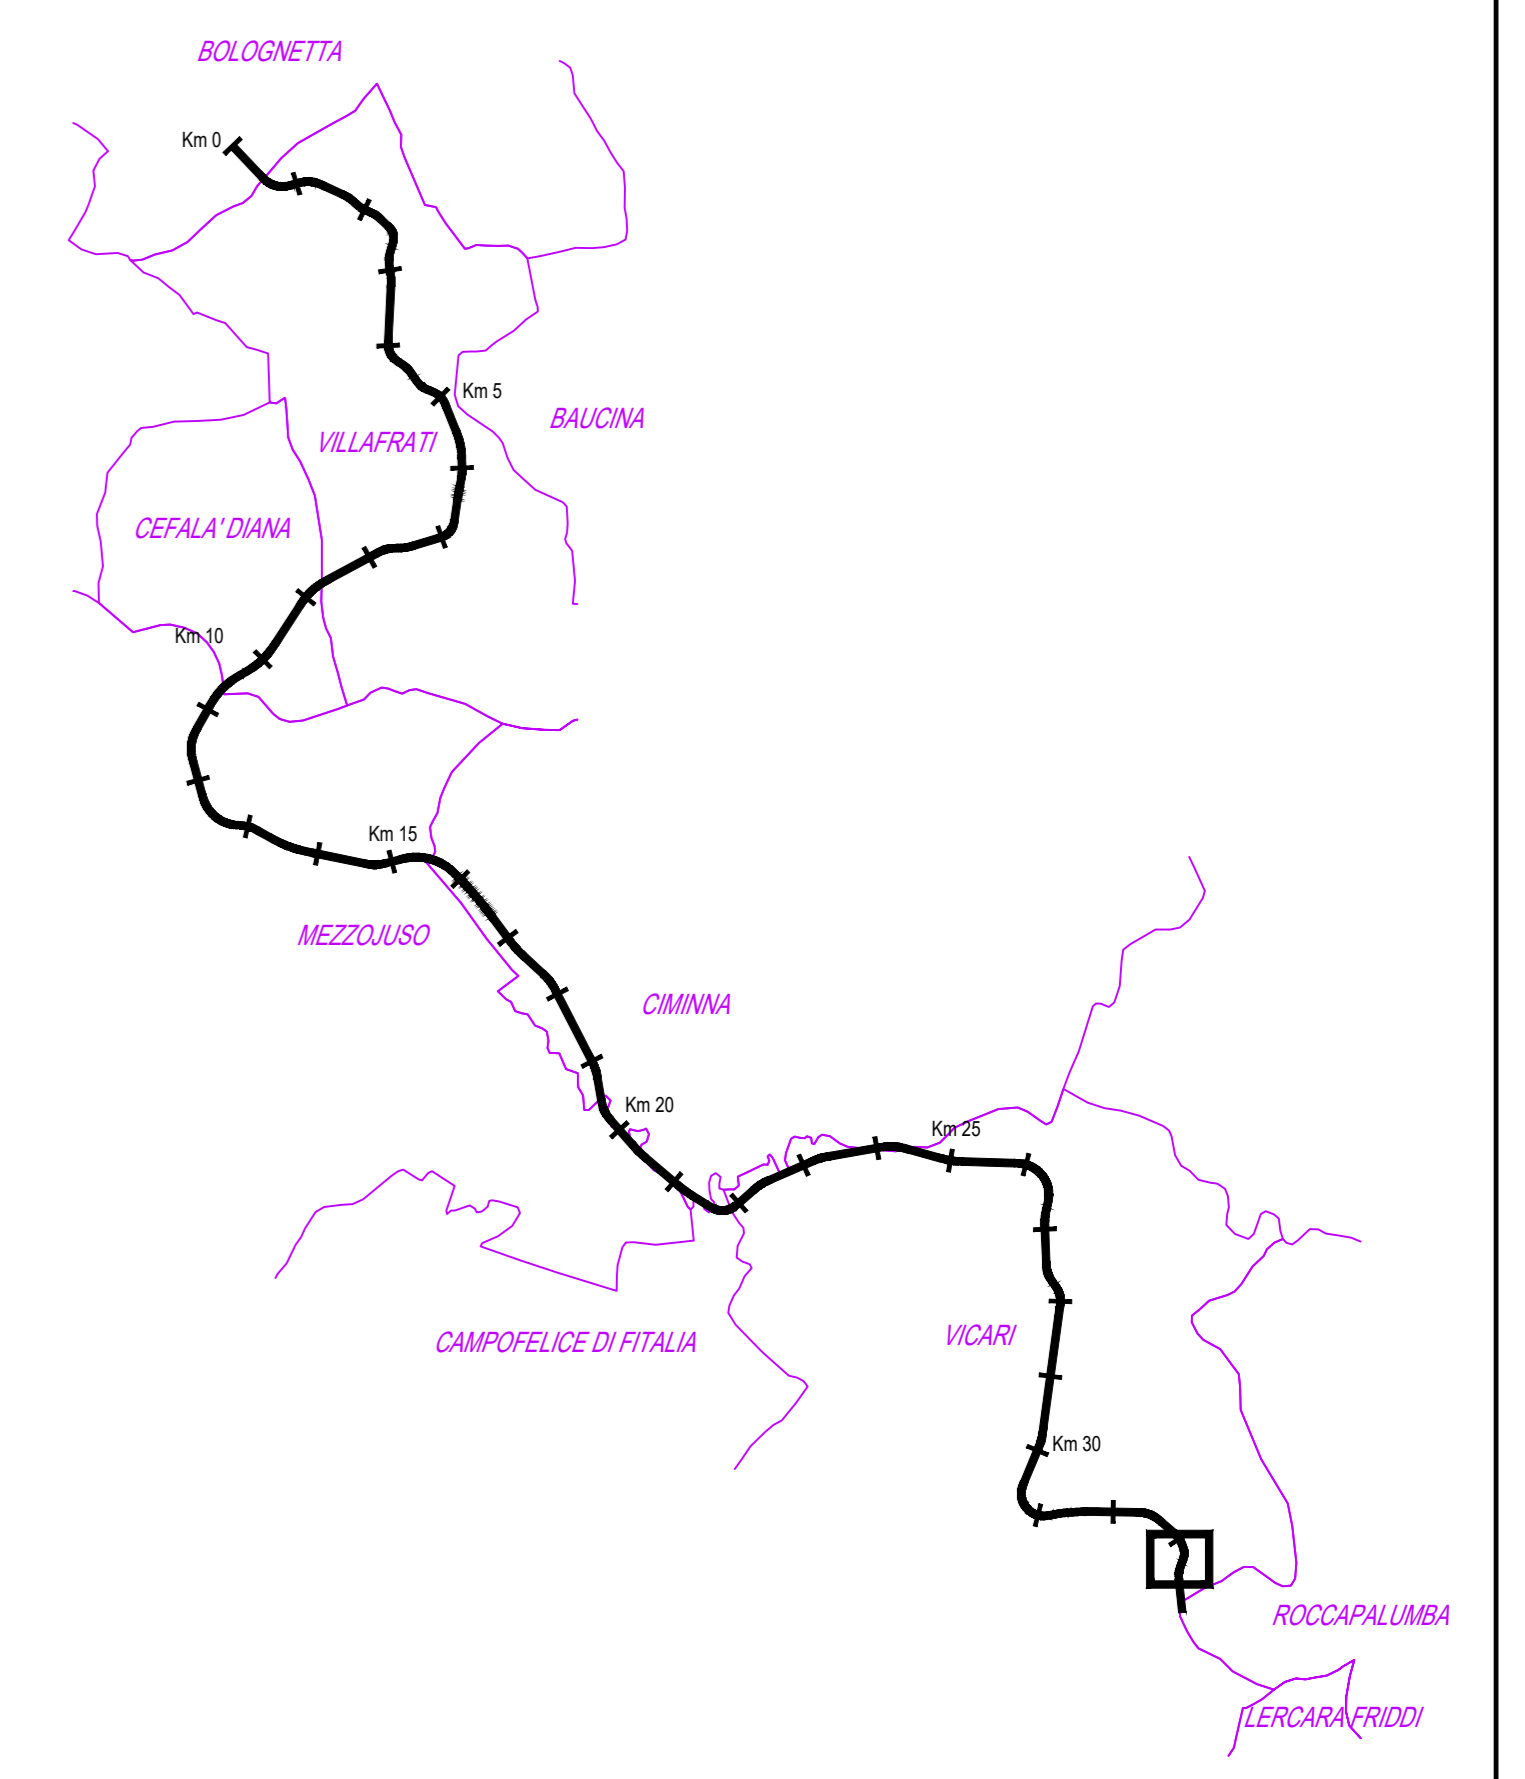 BOLOGNETTA
Km 0
Km 5
BAUCINA
VILLAFRATI
CEFALA' DIANA
Km 10
Km 15
MEZZOJUSO
CIMINNA
Km 20
Km 25
CAMPOFELICE DI FITALIA
VICARI
Km 30
ROCCAPALUMBA
LERCARA FRIDDI